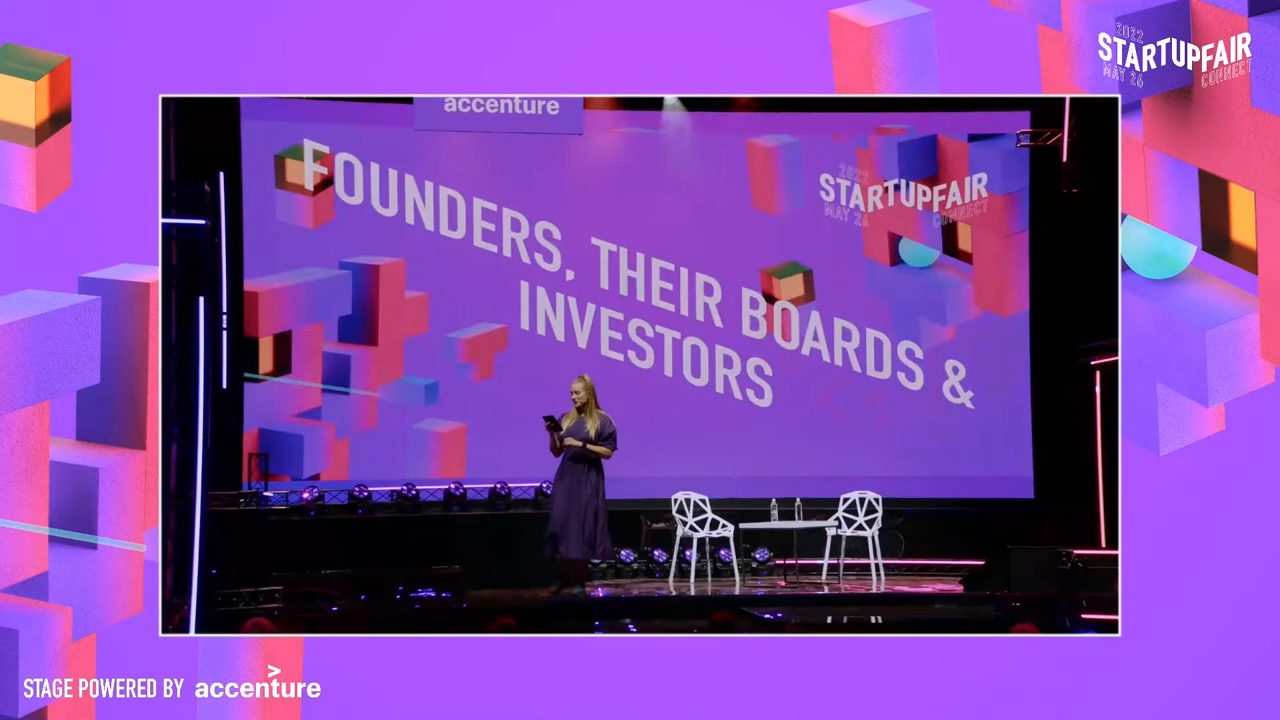 2022
STARTUPFAIR
MAY 26 CONNECT
accenture
2022
STARTUPFAIR
MAY 26 CONNECT
FOUNDERS, THEIR BOARDS &
INVESTORS
STAGE POWERED BY accenture